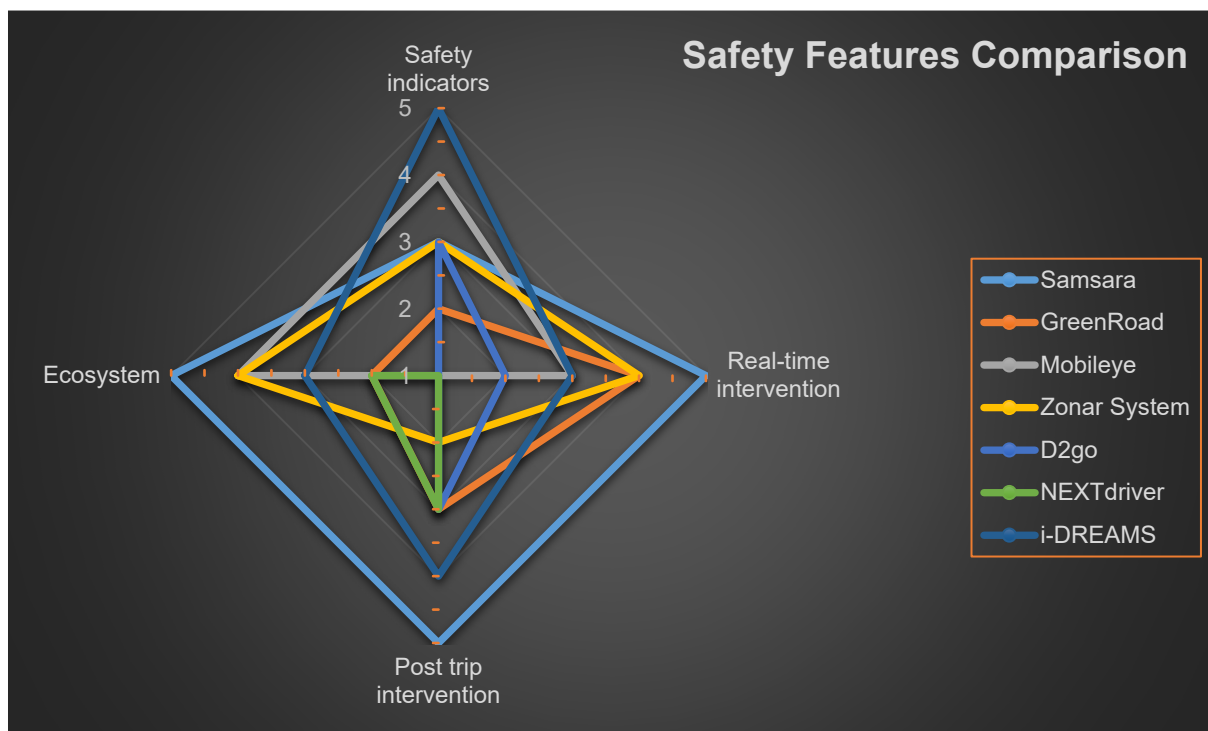 Safety Features Comparison
Safety
indicators
5
4
3
2
1
Ecosystem
Real-time
intervention
Post trip
intervention
Samsara
GreenRoad
Mobileye
Zonar System
D2go
NEXTdriver
i-DREAMS